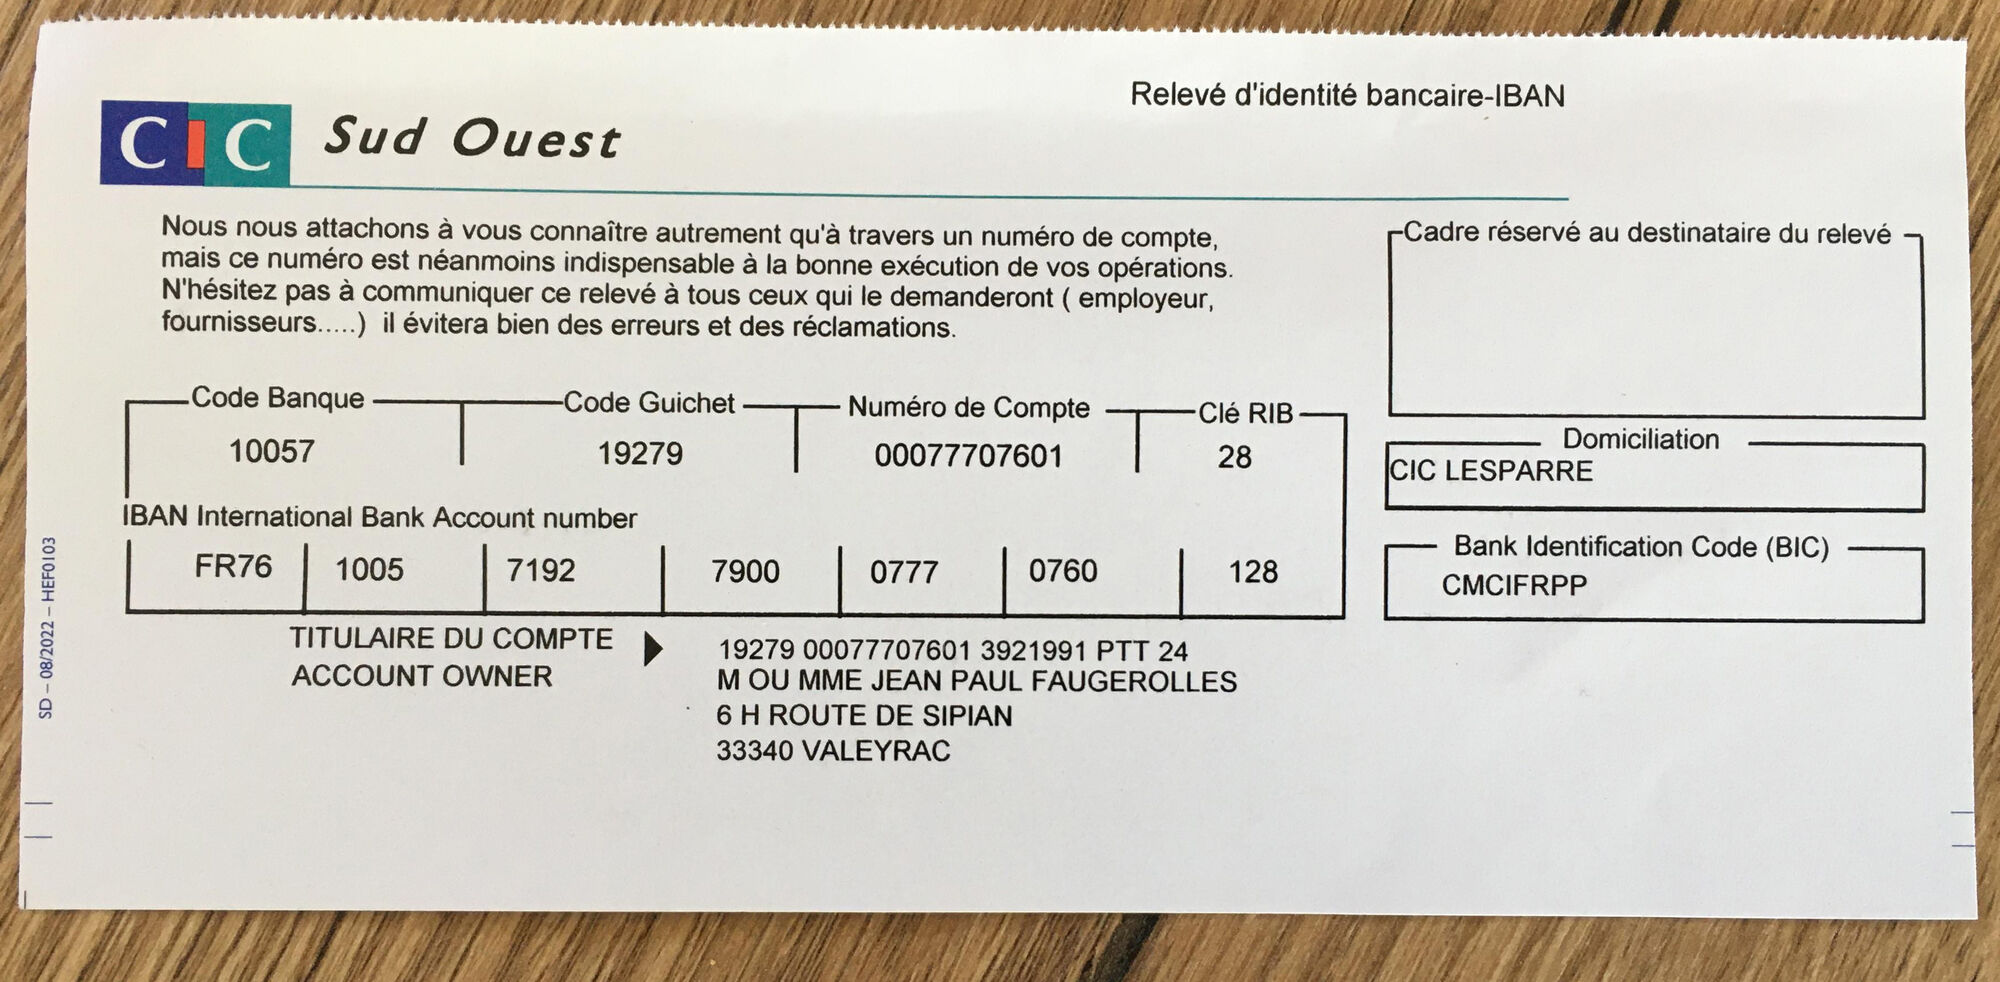 Relevé d'identité bancaire-IBAN
CIC Sud Ouest
Nous nous attachons à vous connaître autrement qu'à travers un numéro de compte,
mais ce numéro est néanmoins indispensable à la bonne exécution de vos opérations.
N'hésitez pas à communiquer ce relevé à tous ceux qui le demanderont ( employeur,
fournisseurs.....) il évitera bien des erreurs et des réclamations.
Cadre réservé au destinataire du relevé
Code Banque Code Guichet Numéro de Compte Clé RIB
10057 19279 00077707601 28
Domiciliation
CIC LESPARRE
IBAN International Bank Account number
FR76 1005 7192 7900 0777 0760 128
Bank Identification Code (BIC)
CMCIFRPP
TITULAIRE DU COMPTE
ACCOUNT OWNER
19279 00077707601 3921991 PTT 24
M OU MME JEAN PAUL FAUGEROLLES
6 H ROUTE DE SIPIAN
33340 VALEYRAC
SD – 08/2022 – HEF0103